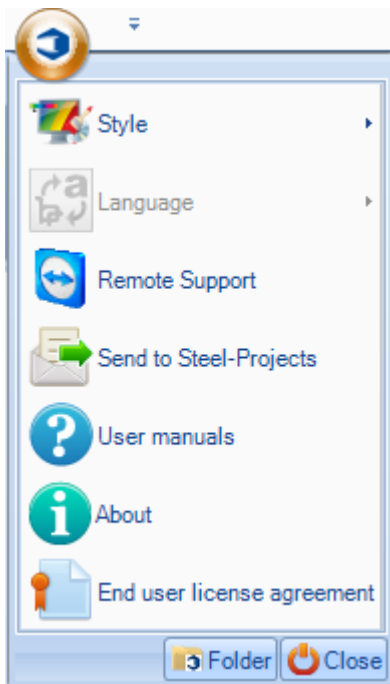 Style
Language
Remote Support
Send to Steel-Projects
User manuals
About
End user license agreement
Folder
Close